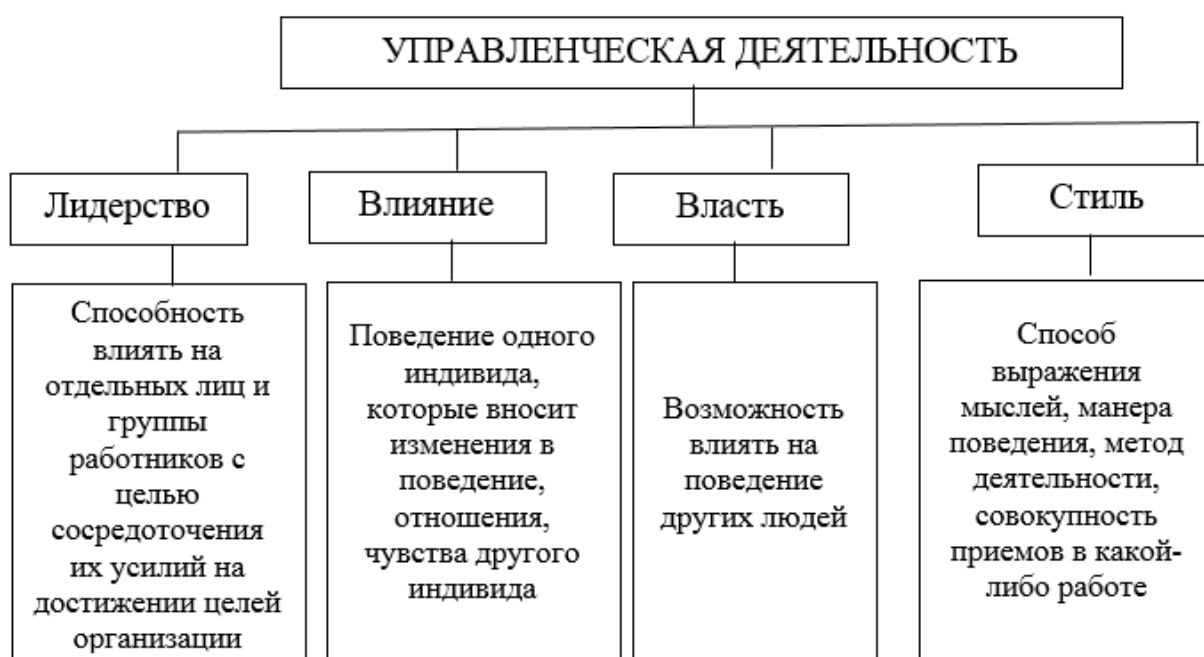 УПРАВЛЕНЧЕСКАЯ ДЕЯТЕЛЬНОСТЬ
Лидерство
Способность
влиять на
отдельных лиц и
группы
работников с
целью
сосредоточения
их усилий на
достижении целей
организации
Влияние
Поведение одного
индивида,
которые вносит
изменения в
поведение,
отношения,
чувства другого
индивида
Власть
Возможность
влиять на
поведение
других людей
Стиль
Способ
выражения
мыслей, манера
поведения, метод
деятельности,
совокупность
приемов в какой-
либо работе